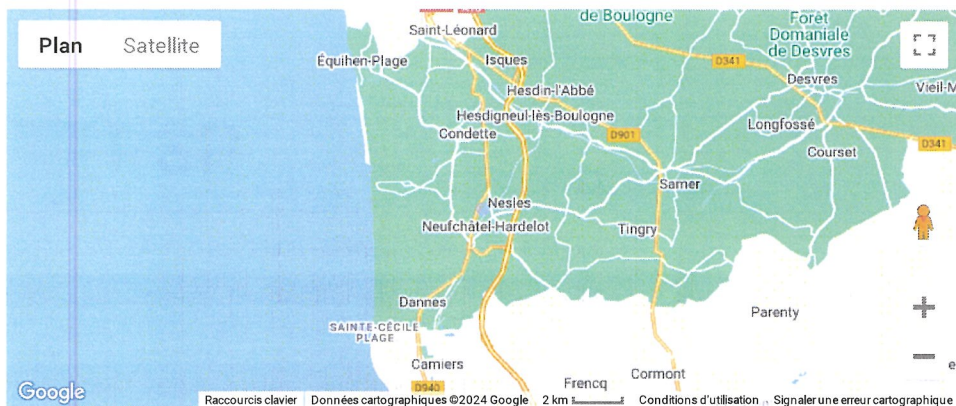 Plan Satellite
de Boulogne
Forêt
Domaniale
de Desvres
Saint-Léonard
Équihen-Plage
Isques
D341
Desvres
Hesdin-l'Abbé
Hesdigneul-lès-Boulogne
Condette
D901
Longfossé
Courset
D341
Samer
Nesles
Neufchâtel-Hardelot
Tingry
Dannes
SAINTE-CÉCILE
PLAGE
Parenty
Camiers
D940
Frencq
Cormont
Google
Raccourcis clavier Données cartographiques ©2024 Google 2 km Conditions d'utilisation Signaler une erreur cartographique